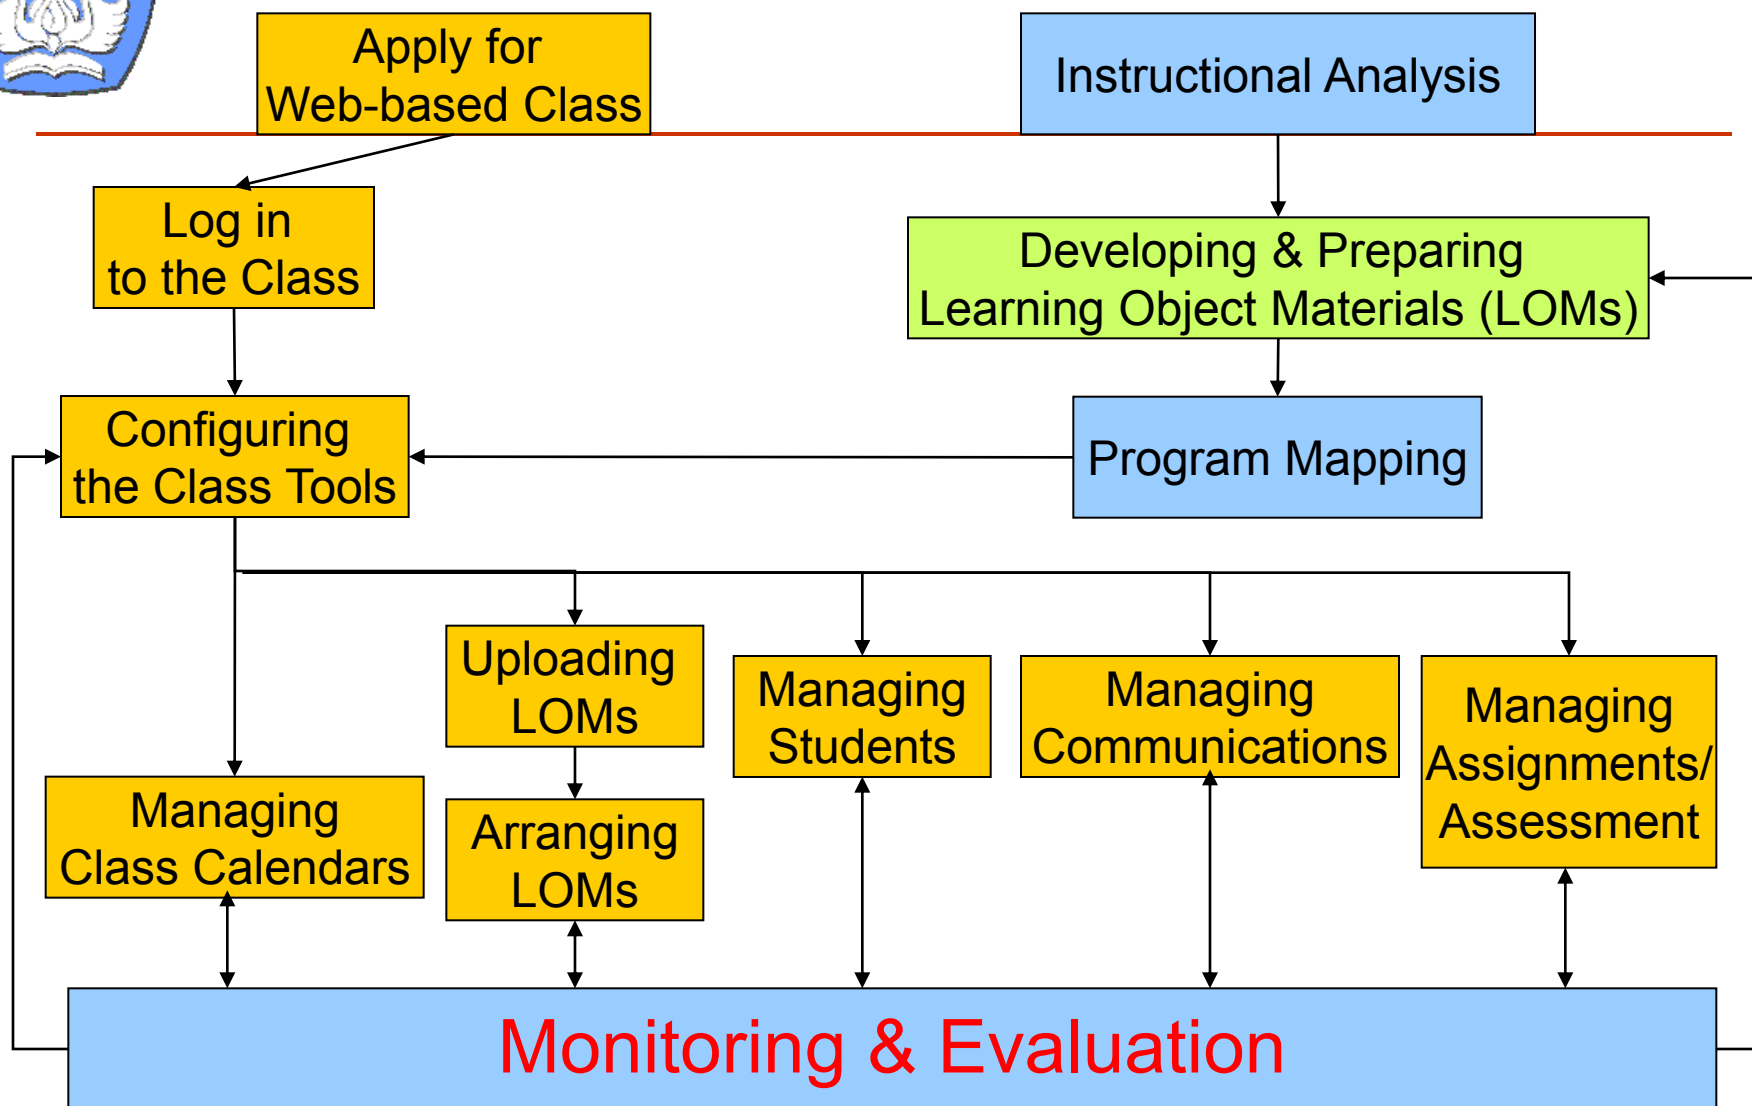 Apply for
Web-based Class
Instructional Analysis
Log in
to the Class
Developing & Preparing
Learning Object Materials (LOMs)
Configuring
the Class Tools
Program Mapping
Uploading
LOMs
Managing
Students
Managing
Communications
Managing
Assignments/
Assessment
Managing
Class Calendars
Arranging
LOMs
Monitoring & Evaluation